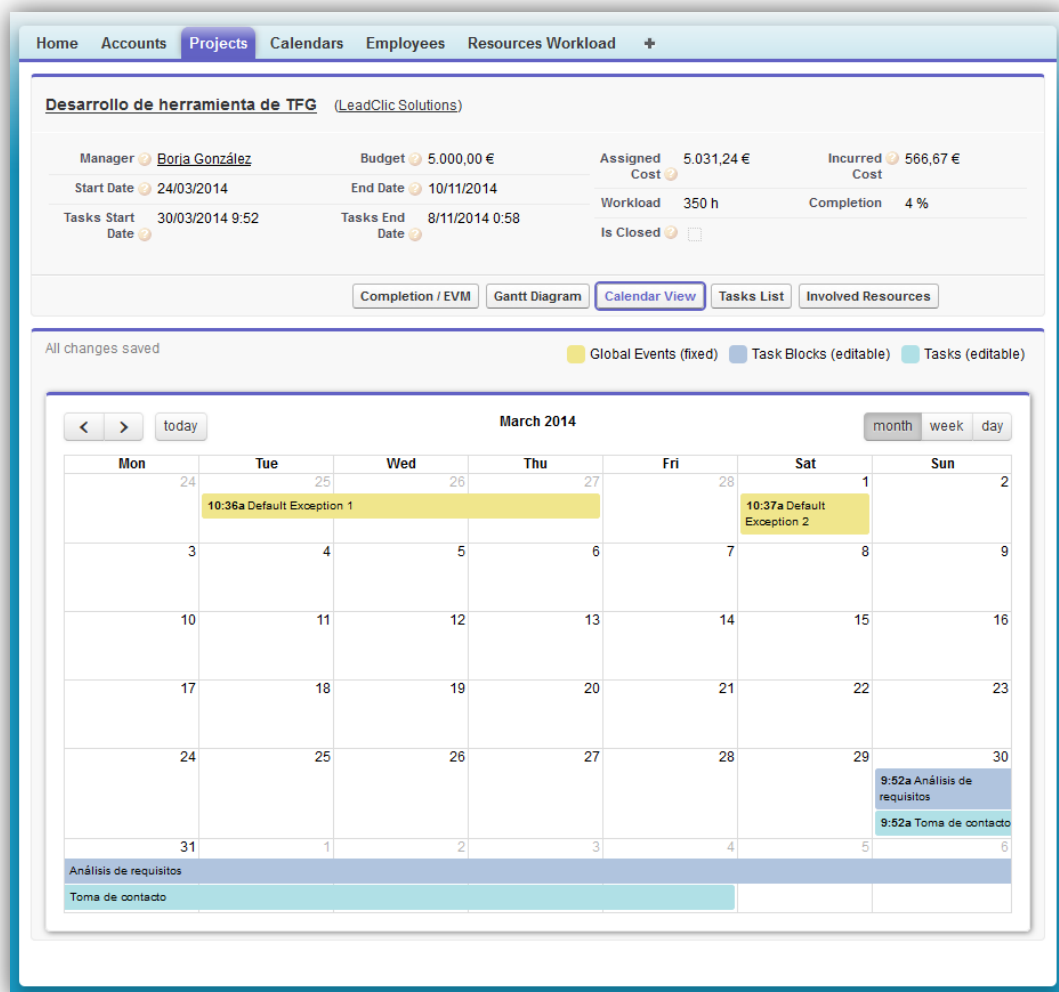 Home Accounts Projects Calendars Employees Resources Workload +
Desarrollo de herramienta de TFG (LeadClic Solutions)
Manager ? Borja González Budget ? 5.000,00 € Assigned Cost ? 5.031,24 € Incurred Cost ? 566,67 €
Start Date ? 24/03/2014 End Date ? 10/11/2014 Workload 350 h Completion 4 %
Tasks Start Date ? 30/03/2014 9:52 Tasks End Date ? 8/11/2014 0:58 Is Closed ?
Completion / EVM Gantt Diagram Calendar View Tasks List Involved Resources
All changes saved Global Events (fixed) Task Blocks (editable) Tasks (editable)
< > today March 2014 month week day
Mon Tue Wed Thu Fri Sat Sun
24 25 26 27 28 1 2
10:36a Default Exception 1 10:37a Default
Exception 2
3 4 5 6 7 8 9
10 11 12 13 14 15 16
17 18 19 20 21 22 23
24 25 26 27 28 29 30
9:52a Análisis de
requisitos
9:52a Toma de contacto
31 1 2 3 4 5 6
Análisis de requisitos
Toma de contacto